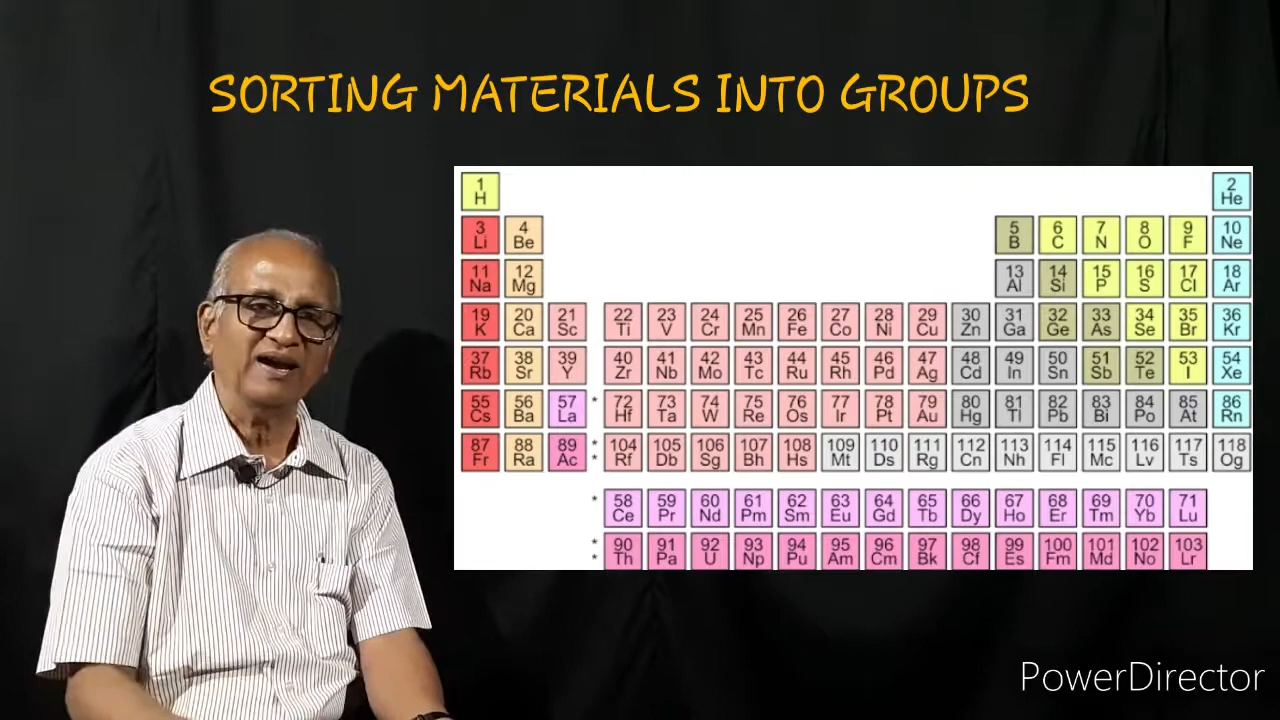 SORTING MATERIALS INTO GROUPS
1 2
H He
3 4 5 6 7 8 9 10
Li Be B C N O F Ne
11 12 13 14 15 16 17 18
Na Mg Al Si P S Cl Ar
19 20 21 22 23 24 25 26 27 28 29 30 31 32 33 34 35 36
K Ca Sc Ti V Cr Mn Fe Co Ni Cu Zn Ga Ge As Se Br Kr
37 38 39 40 41 42 43 44 45 46 47 48 49 50 51 52 53 54
Rb Sr Y Zr Nb Mo Tc Ru Rh Pd Ag Cd In Sn Sb Te I Xe
55 56 57 * 72 73 74 75 76 77 78 79 80 81 82 83 84 85 86
Cs Ba La Hf Ta W Re Os Ir Pt Au Hg Tl Pb Bi Po At Rn
87 88 89 * 104 105 106 107 108 109 110 111 112 113 114 115 116 117 118
Fr Ra Ac * Rf Db Sg Bh Hs Mt Ds Rg Cn Nh Fl Mc Lv Ts Og
* 58 59 60 61 62 63 64 65 66 67 68 69 70 71
Ce Pr Nd Pm Sm Eu Gd Tb Dy Ho Er Tm Yb Lu
* 90 91 92 93 94 95 96 97 98 99 100 101 102 103
* Th Pa U Np Pu Am Cm Bk Cf Es Fm Md No Lr
PowerDirector